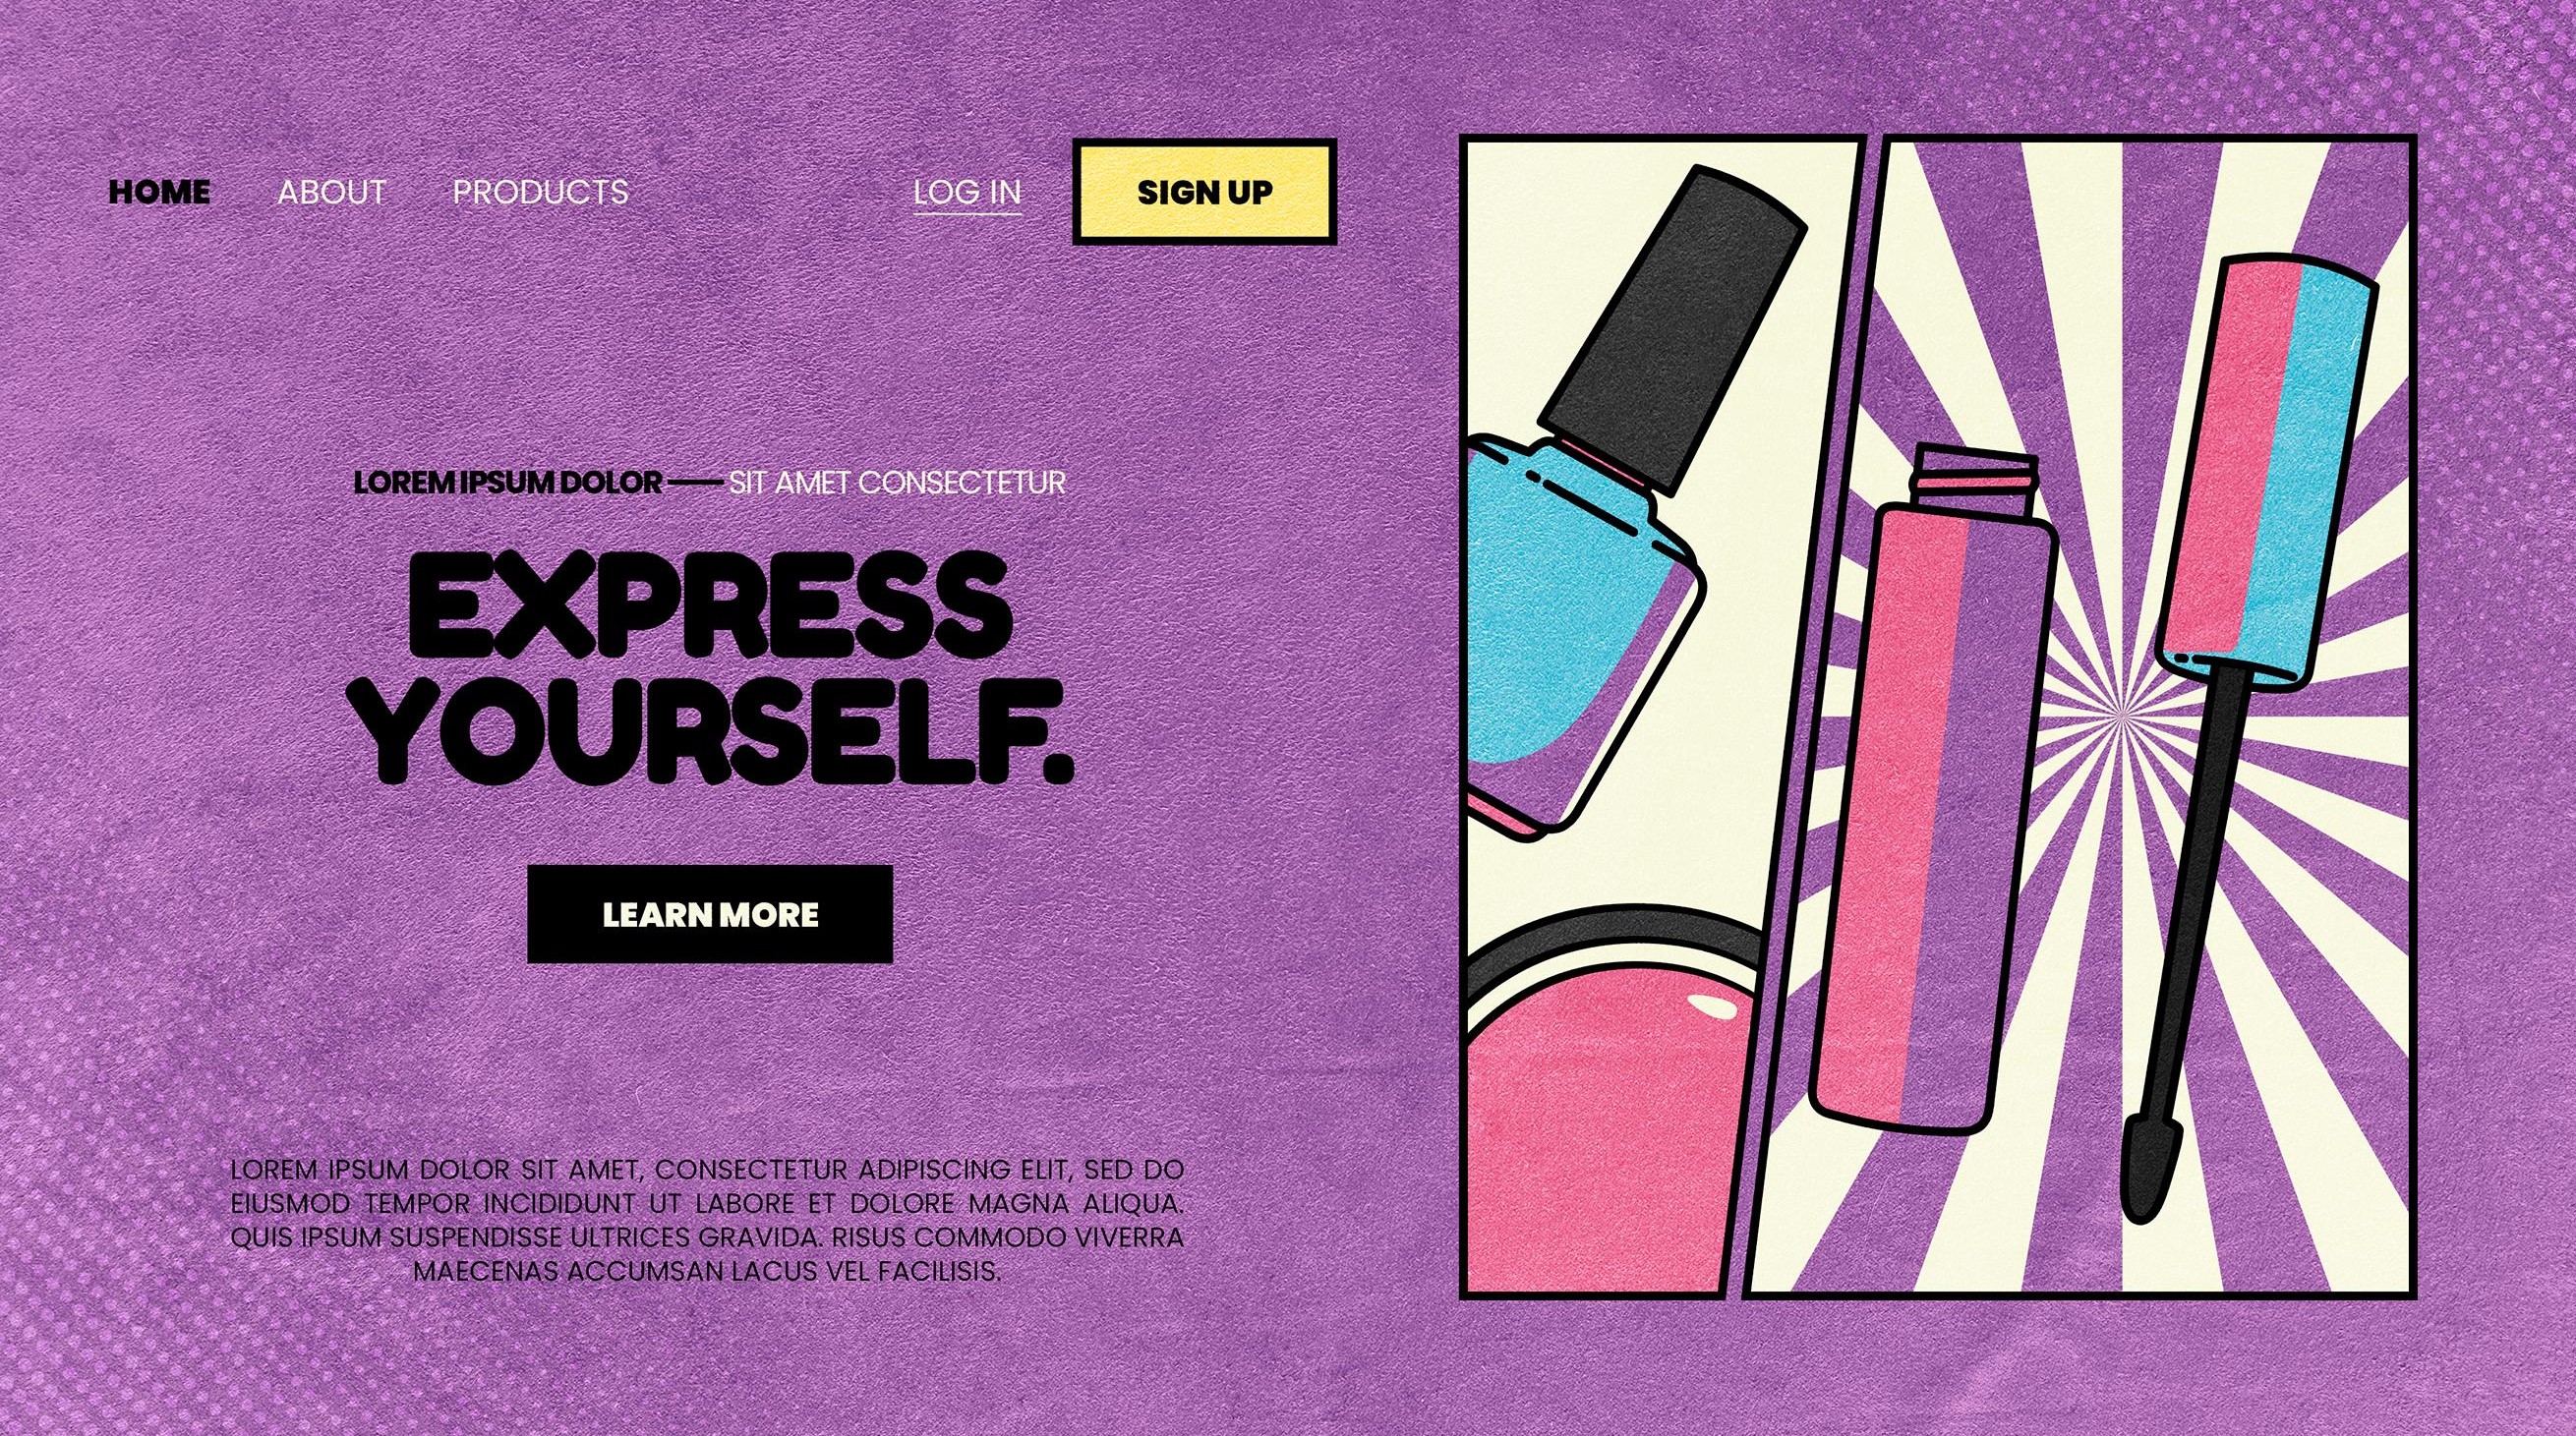 HOME ABOUT PRODUCTS LOG IN SIGN UP
LOREM IPSUM DOLOR — SIT AMET CONSECTETUR
EXPRESS
YOURSELF.
LEARN MORE
LOREM IPSUM DOLOR SIT AMET, CONSECTETUR ADIPISCING ELIT, SED DO
EIUSMOD TEMPOR INCIDIDUNT UT LABORE ET DOLORE MAGNA ALIQUA.
QUIS IPSUM SUSPENDISSE ULTRICES GRAVIDA. RISUS COMMODO VIVERRA
MAECENAS ACCUMSAN LACUS VEL FACILISIS.